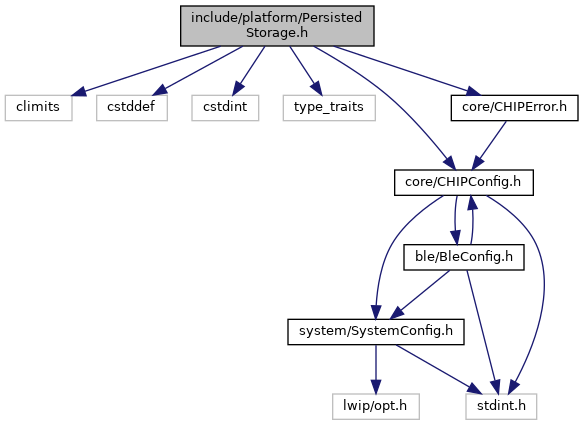 include/platform/Persisted
Storage.h
climits
cstddef
cstdint
type_traits
core/CHIPError.h
core/CHIPConfig.h
ble/BleConfig.h
system/SystemConfig.h
lwip/opt.h
stdint.h